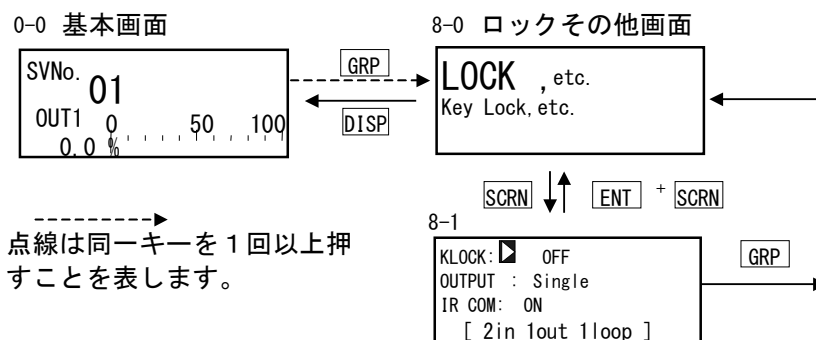 0-0 基本画面
SVNo.
01
OUT1 0 50 100
0.0 %
GRP
DISP
8-0 ロックその他画面
LOCK ,etc.
Key Lock,etc.
SCRN ENT + SCRN
点線は同一キーを１回以上押
すことを表します。
8-1
KLOCK: OFF
OUTPUT : Single
IR COM: ON
[ 2in 1out 1loop ]
GRP